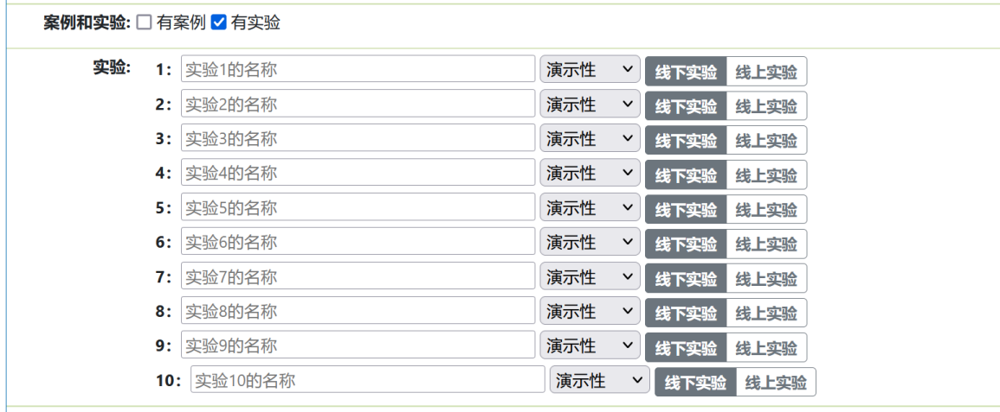 案例和实验: 有案例 有实验
实验: 1: 实验1的名称 演示性 线下实验 线上实验
2: 实验2的名称 演示性 线下实验 线上实验
3: 实验3的名称 演示性 线下实验 线上实验
4: 实验4的名称 演示性 线下实验 线上实验
5: 实验5的名称 演示性 线下实验 线上实验
6: 实验6的名称 演示性 线下实验 线上实验
7: 实验7的名称 演示性 线下实验 线上实验
8: 实验8的名称 演示性 线下实验 线上实验
9: 实验9的名称 演示性 线下实验 线上实验
10: 实验10的名称 演示性 线下实验 线上实验